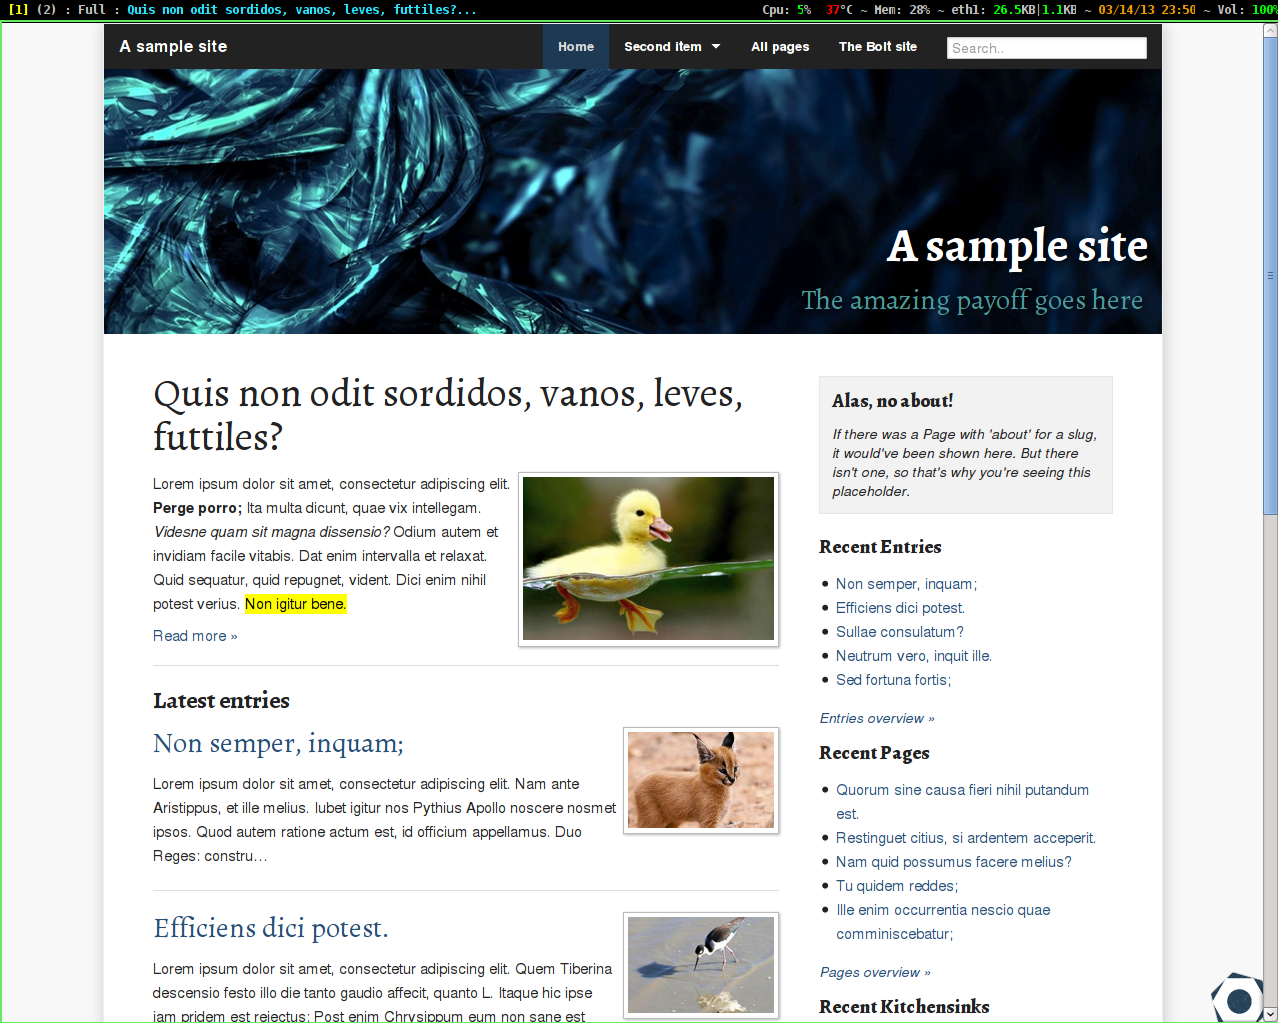 [1] (2) : Full : Quis non odit sordidos, vanos, leves, futtiles?...
Cpu: 5% 37°C ~ Mem: 28% ~ eth1: 26.5KB|1.1KB ~ 03/14/13 23:50 ~ Vol: 100%
A sample site
Home
Second item
All pages
The Bolt site
Search..
A sample site
The amazing payoff goes here
Quis non odit sordidos, vanos, leves,
futtiles?
Lorem ipsum dolor sit amet, consectetur adipiscing elit.
Perge porro; Ita multa dicunt, quae vix intellegam.
Videsne quam sit magna dissensio? Odium autem et
invidiam facile vitabis. Dat enim intervalla et relaxat.
Quid sequatur, quid repugnet, vident. Dici enim nihil
potest verius. Non igitur bene.
Read more »
Latest entries
Non semper, inquam;
Lorem ipsum dolor sit amet, consectetur adipiscing elit. Nam ante
Aristippus, et ille melius. Iubet igitur nos Pythius Apollo noscere nosmet
ipsos. Quod autem ratione actum est, id officium appellamus. Duo
Reges: constru…
Efficiens dici potest.
Lorem ipsum dolor sit amet, consectetur adipiscing elit. Quem Tiberina
descensio festo illo die tanto gaudio affecit, quanto L. Itaque hic ipse
iam pridem est reiectus; Post enim Chrysippum eum non sane est
Alas, no about!
If there was a Page with 'about' for a slug,
it would've been shown here. But there
isn't one, so that's why you're seeing this
placeholder.
Recent Entries
Non semper, inquam;
Efficiens dici potest.
Sullae consulatum?
Neutrum vero, inquit ille.
Sed fortuna fortis;
Entries overview »
Recent Pages
Quorum sine causa fieri nihil putandum
est.
Restinguet citius, si ardentem acceperit.
Nam quid possumus facere melius?
Tu quidem reddes;
Ille enim occurrentia nescio quae
comminiscebatur;
Pages overview »
Recent Kitchensinks